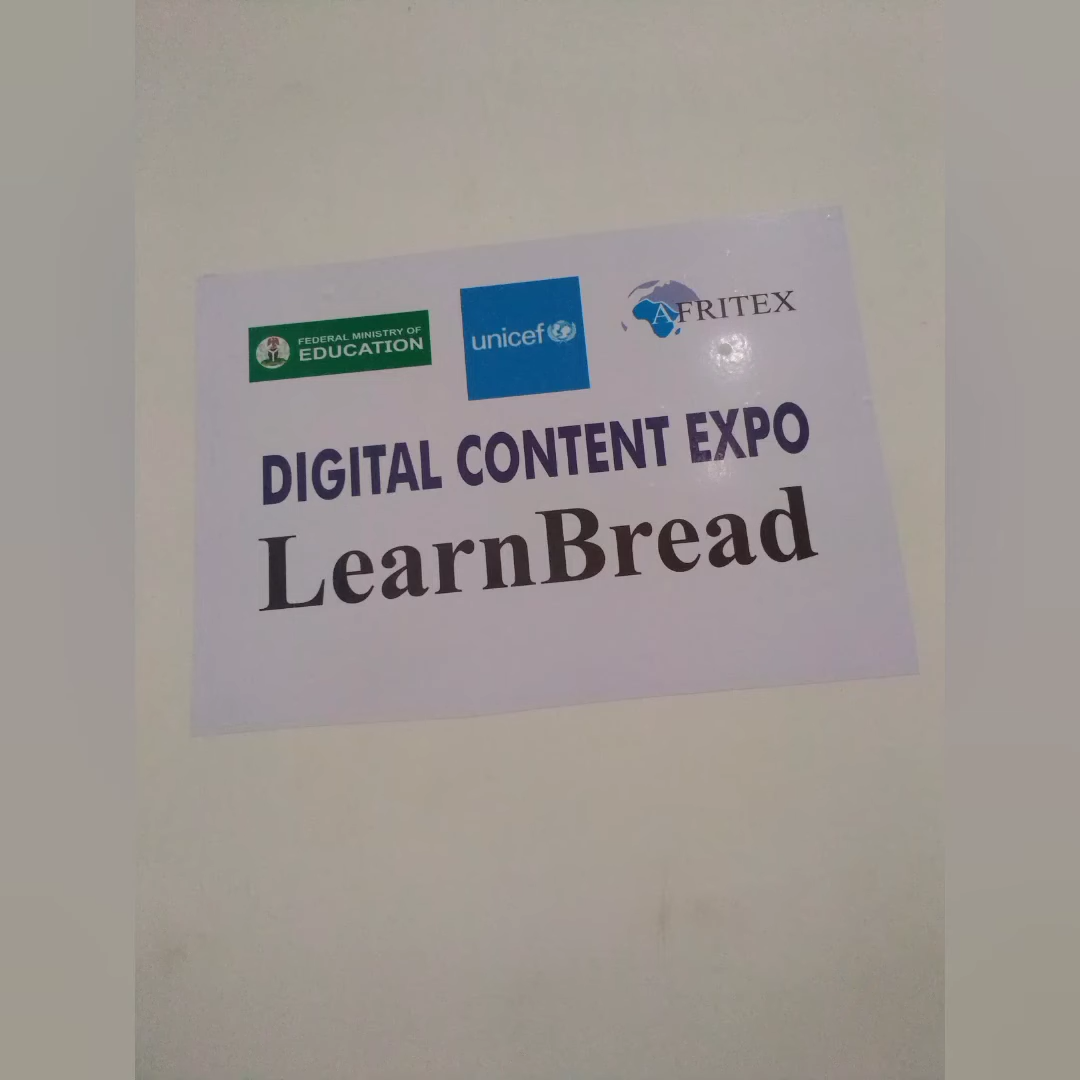 FEDERAL MINISTRY OF
EDUCATION
unicef
AFRITEX
DIGITAL CONTENT EXPO
LearnBread